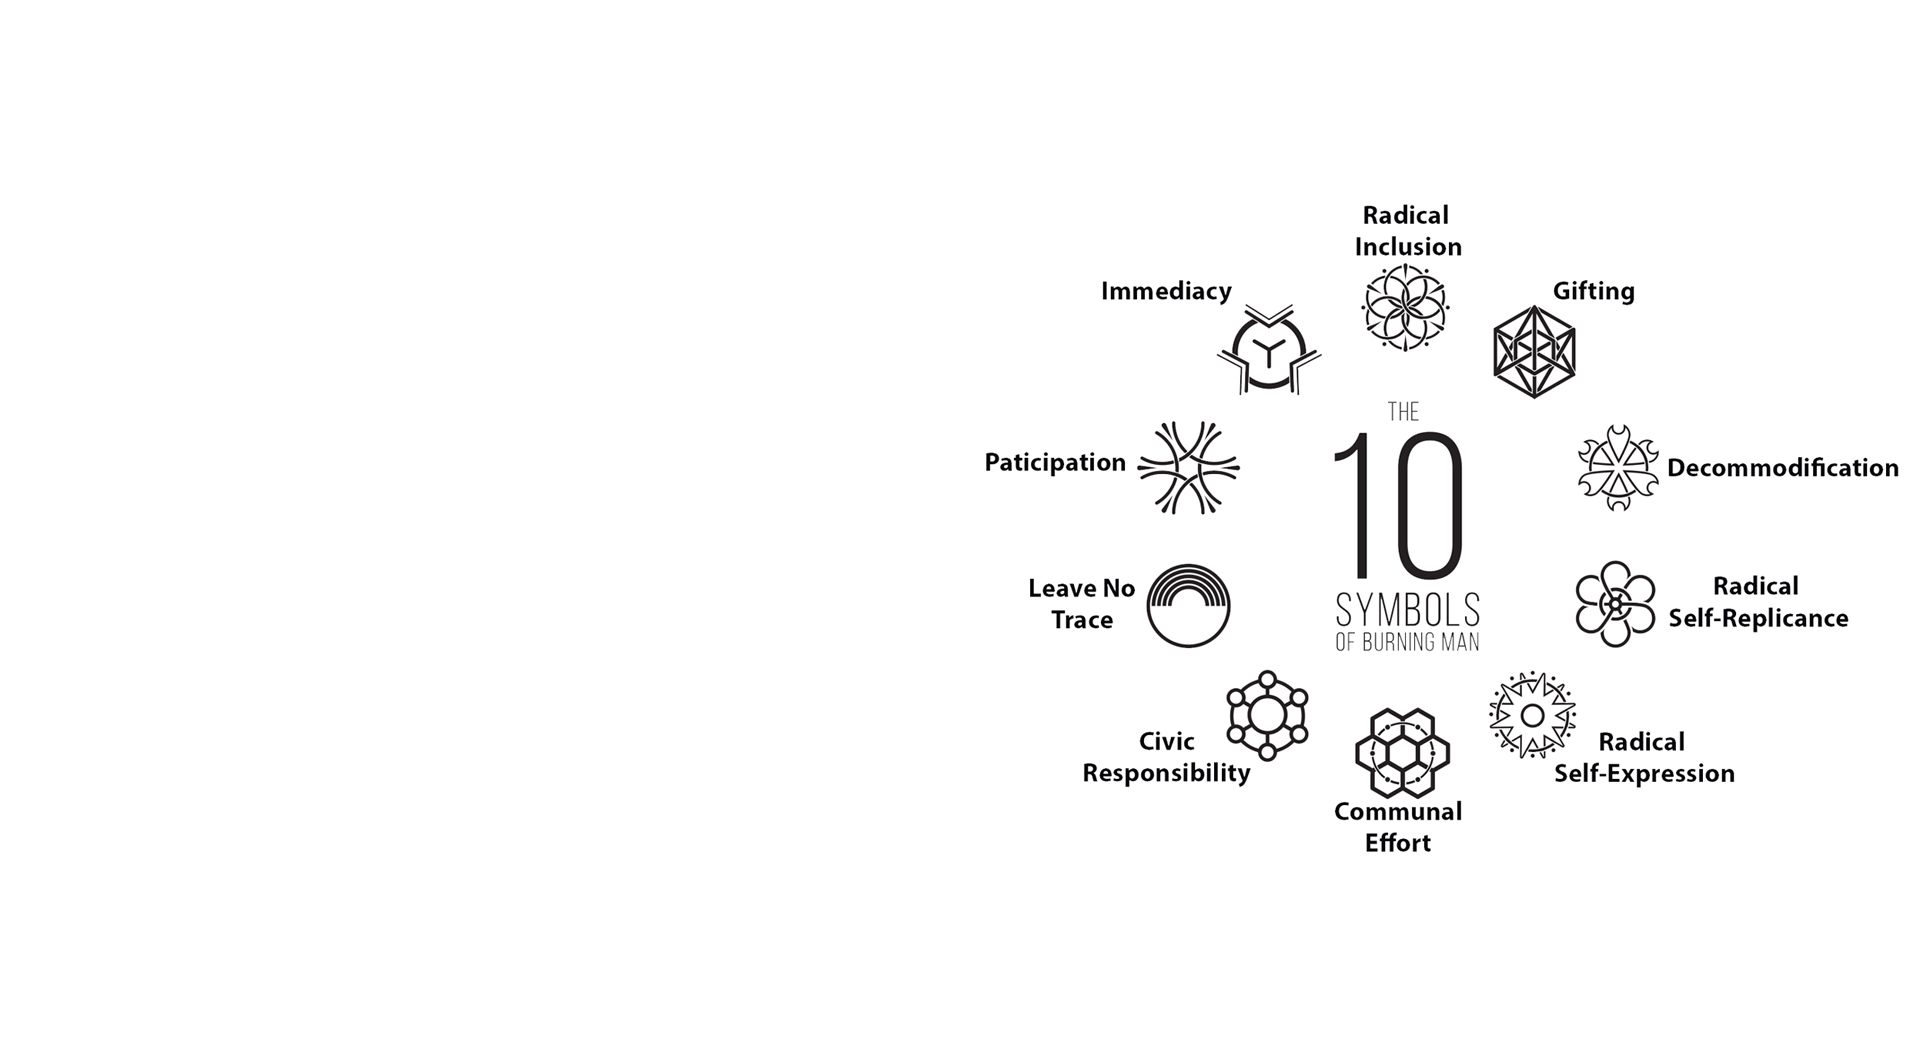 Radical
Inclusion
Immediacy
Gifting
THE
10
SYMBOLS
OF BURNING MAN
Paticipation
Decommodification
Leave No
Trace
Radical
Self-Replicance
Civic
Responsibility
Radical
Self-Expression
Communal
Effort